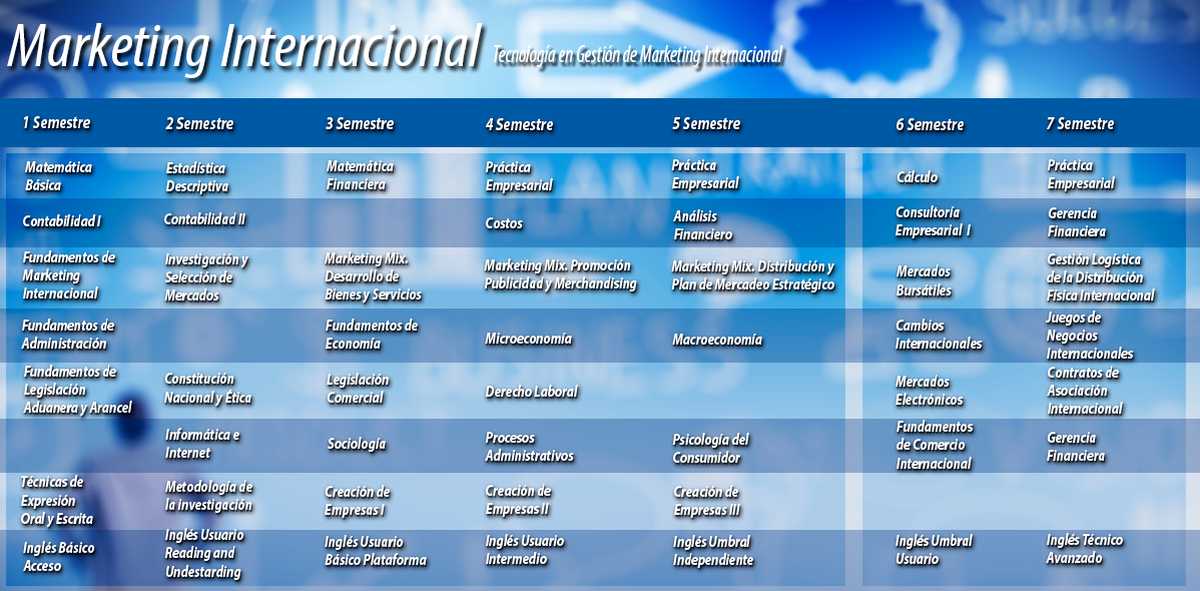 Marketing Internacional Tecnología en Gestión de Marketing Internacional
1 Semestre 2 Semestre 3 Semestre 4 Semestre 5 Semestre 6 Semestre 7 Semestre
Matemática
Básica
Estadística
Descriptiva
Matemática
Financiera
Práctica
Empresarial
Práctica
Empresarial
Cálculo
Práctica
Empresarial
Contabilidad I
Contabilidad II
Costos
Análisis
Financiero
Consultoría
Empresarial I
Gerencia
Financiera
Fundamentos de
Marketing
Internacional
Investigación y
Selección de
Mercados
Marketing Mix.
Desarrollo de
Bienes y Servicios
Marketing Mix. Promoción
Publicidad y Merchandising
Marketing Mix. DIstribución y
Plan de Mercadeo Estratégico
Mercados
Bursátiles
Gestión Logística
de la Distribución
Física Internacional
Fundamentos de
Administración
Fundamentos de
Economía
Microeconomía
Macroeconomía
Cambios
Internacionales
Juegos de
Negocios
Internacionales
Fundamentos de
Legislación
Aduanera y Arancel
Constitución
Nacional y Ética
Legislación
Comercial
Derecho Laboral
Mercados
Electrónicos
Contratos de
Asociación
Internacional
Informática e
Internet
Sociología
Procesos
Administrativos
Psicología del
Consumidor
Fundamentos
de Comercio
Internacional
Gerencia
Financiera
Técnicas de
Expresión
Oral y Escrita
Metodología de
la investigación
Creación de
Empresas I
Creación de
Empresas II
Creación de
Empresas III
Inglés Básico
Acceso
Inglés Usuario
Reading and
Undestarding
Inglés Usuario
Básico Plataforma
Inglés Usuario
Intermedio
Inglés Umbral
Independiente
Inglés Umbral
Usuario
Inglés Técnico
Avanzado